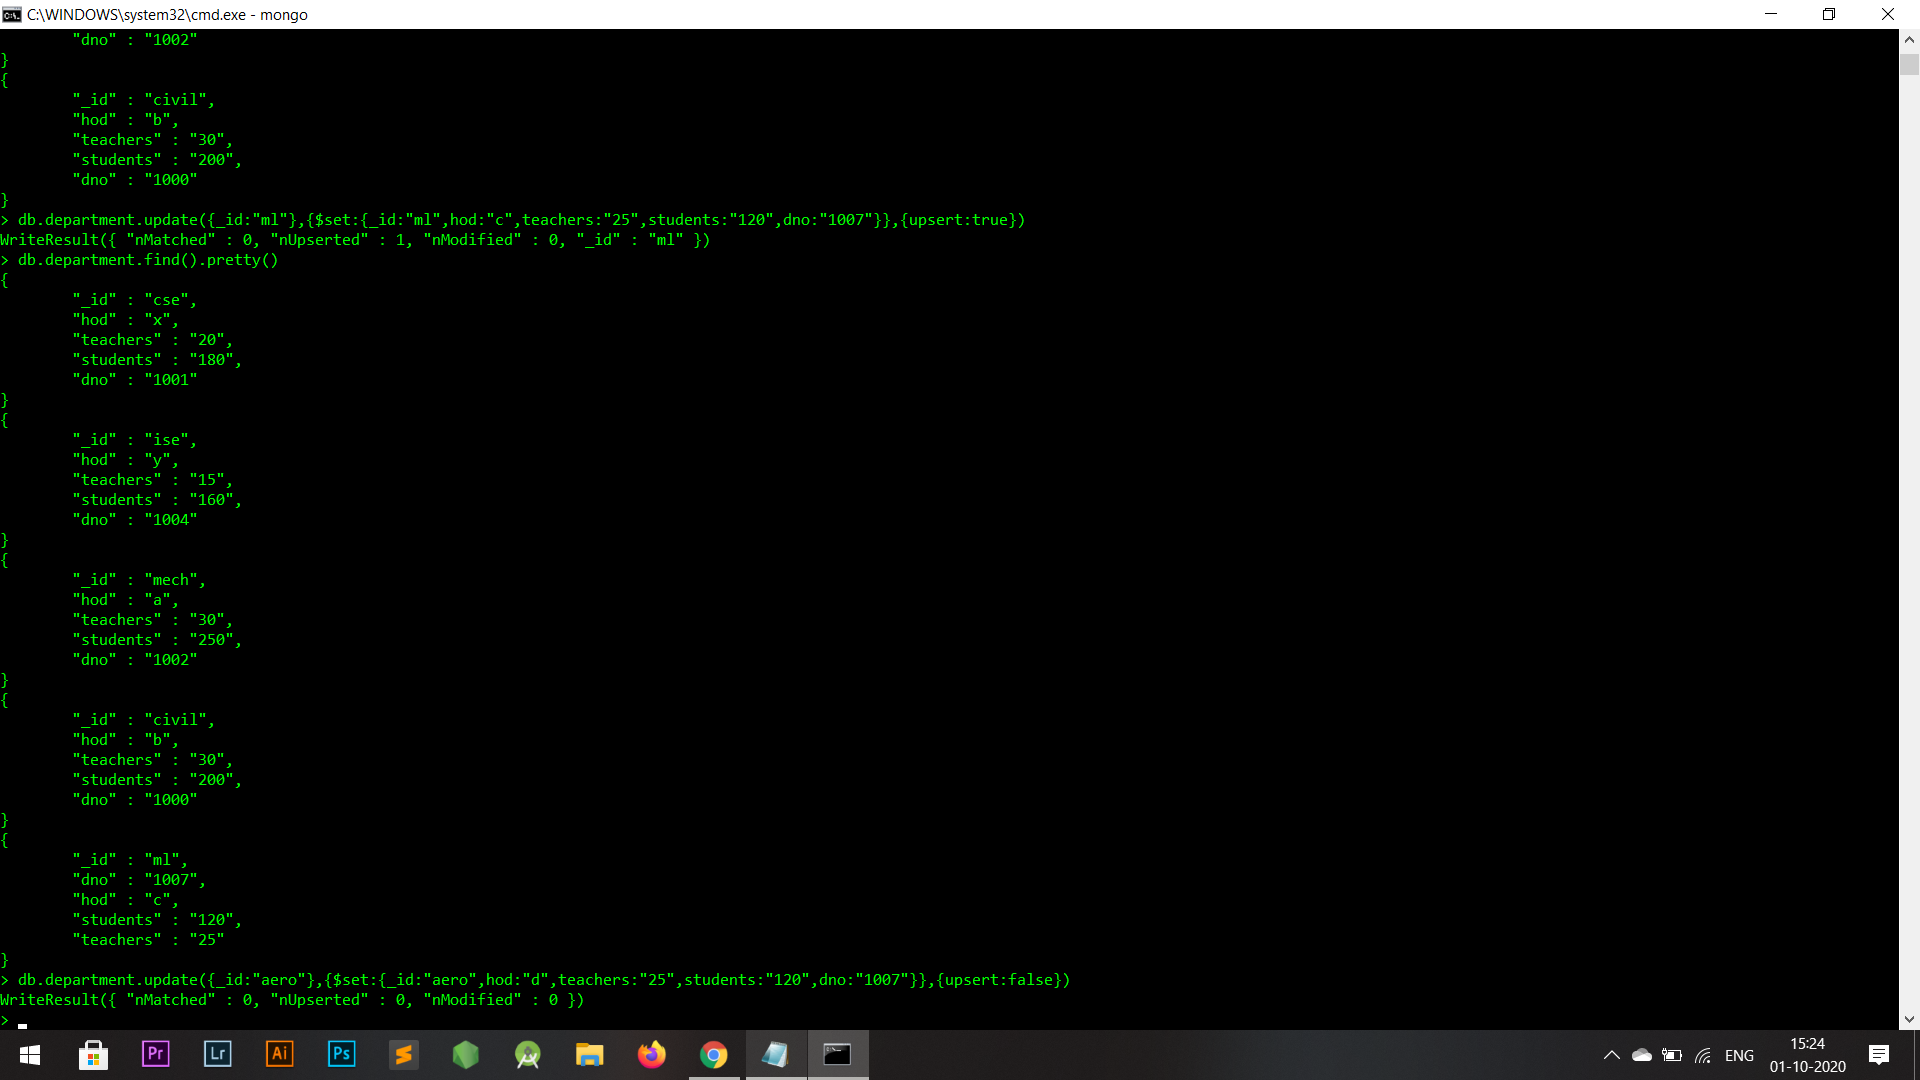 C:\WINDOWS\system32\cmd.exe - mongo
        "dno" : "1002"
}
{
        "_id" : "civil",
        "hod" : "b",
        "teachers" : "30",
        "students" : "200",
        "dno" : "1000"
}
> db.department.update({_id:"ml"},{$set:{_id:"ml",hod:"c",teachers:"25",students:"120",dno:"1007"}},{upsert:true})
WriteResult({ "nMatched" : 0, "nUpserted" : 1, "nModified" : 0, "_id" : "ml" })
> db.department.find().pretty()
{
        "_id" : "cse",
        "hod" : "x",
        "teachers" : "20",
        "students" : "180",
        "dno" : "1001"
}
{
        "_id" : "ise",
        "hod" : "y",
        "teachers" : "15",
        "students" : "160",
        "dno" : "1004"
}
{
        "_id" : "mech",
        "hod" : "a",
        "teachers" : "30",
        "students" : "250",
        "dno" : "1002"
}
{
        "_id" : "civil",
        "hod" : "b",
        "teachers" : "30",
        "students" : "200",
        "dno" : "1000"
}
{
        "_id" : "ml",
        "dno" : "1007",
        "hod" : "c",
        "students" : "120",
        "teachers" : "25"
}
> db.department.update({_id:"aero"},{$set:{_id:"aero",hod:"d",teachers:"25",students:"120",dno:"1007"}},{upsert:false})
WriteResult({ "nMatched" : 0, "nUpserted" : 0, "nModified" : 0 })
>
Pr Lr Ai Ps ENG
15:24
01-10-2020